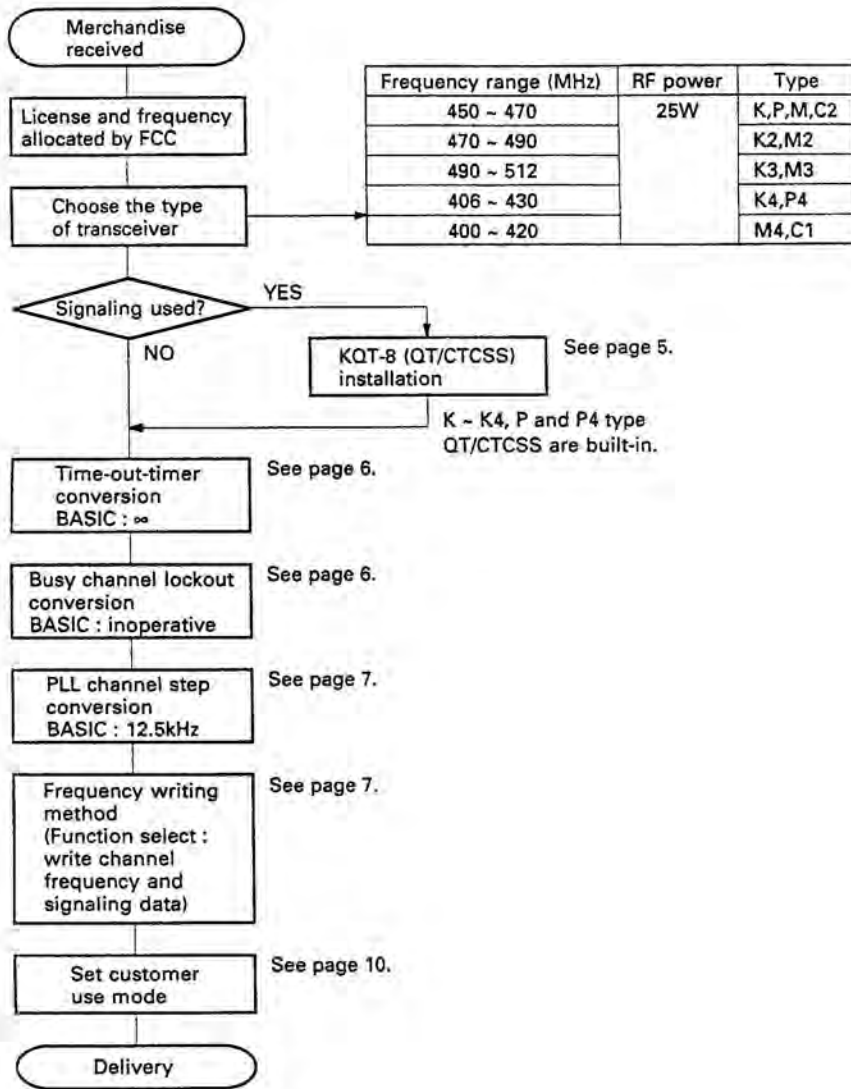 Merchandise
received
License and frequency
allocated by FCC
Choose the type
of transceiver
Frequency range (MHz) RF power Type
450 ~ 470 25W K,P,M,C2
470 ~ 490 K2,M2
490 ~ 512 K3,M3
406 ~ 430 K4,P4
400 ~ 420 M4,C1
Signaling used?
YES
NO
KQT-8 (QT/CTCSS)
installation
See page 5.
K ~ K4, P and P4 type
QT/CTCSS are built-in.
Time-out-timer
conversion
BASIC : ∞
See page 6.
Busy channel lockout
conversion
BASIC : inoperative
See page 6.
PLL channel step
conversion
BASIC : 12.5kHz
See page 7.
Frequency writing
method
(Function select :
write channel
frequency and
signaling data)
See page 7.
Set customer
use mode
See page 10.
Delivery